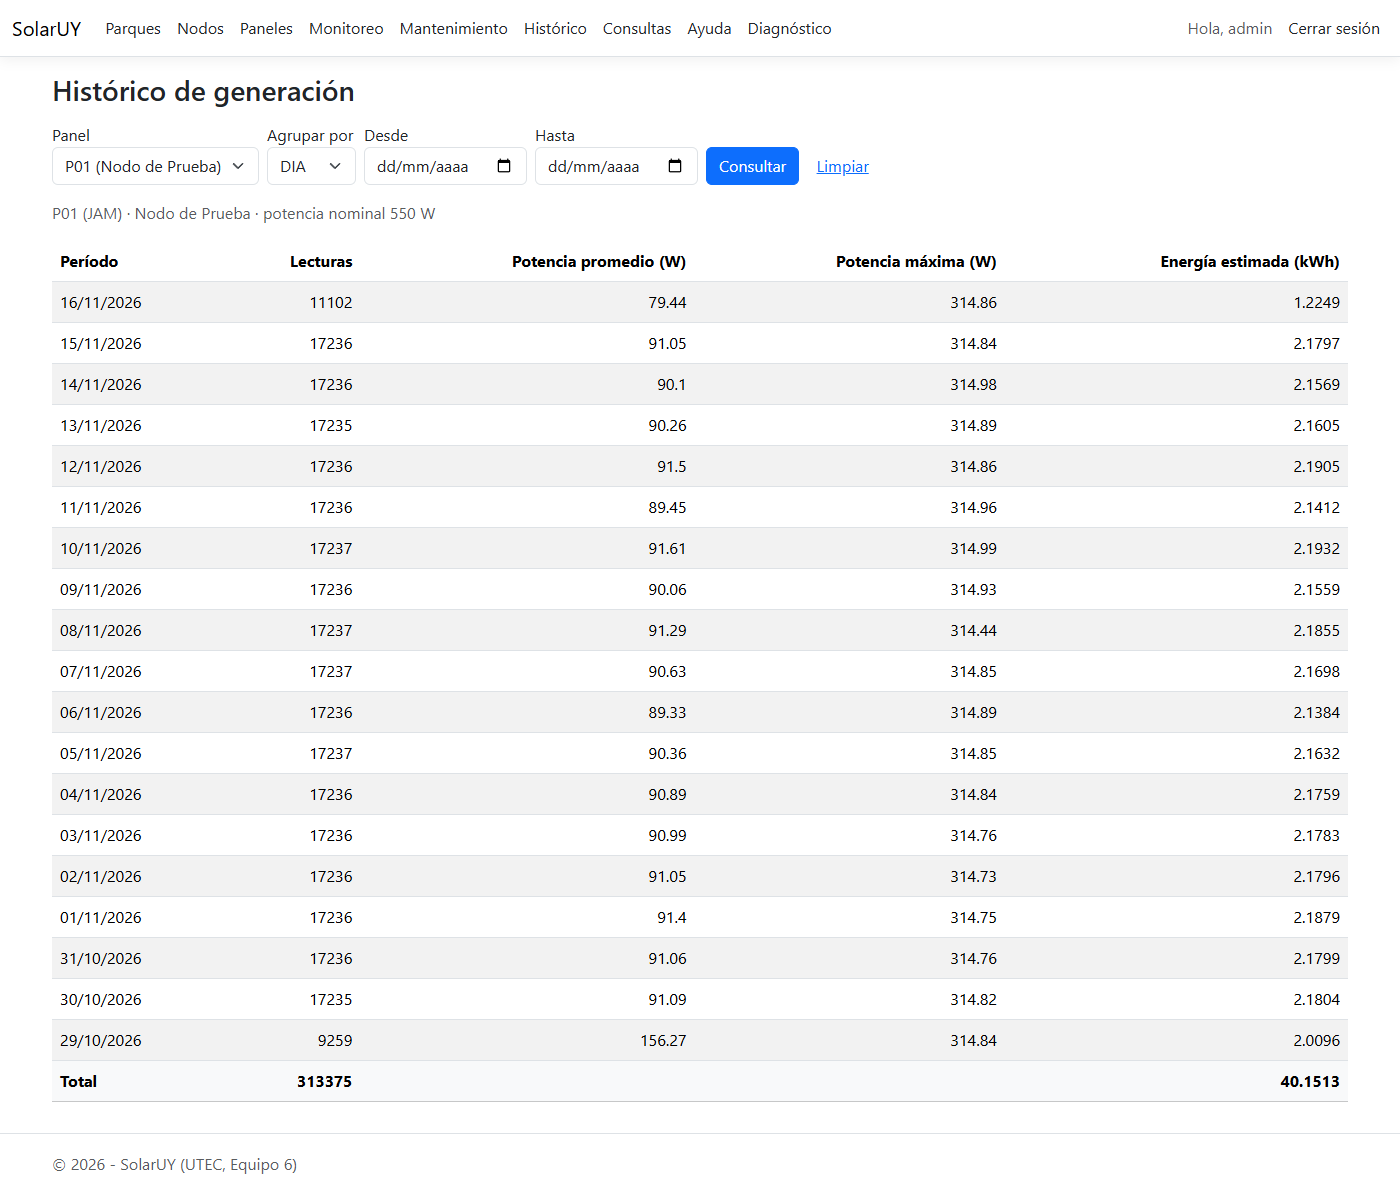 SolarUY Parques Nodos Paneles Monitoreo Mantenimiento Histórico Consultas Ayuda Diagnóstico Hola, admin Cerrar sesión
Histórico de generación
Panel Agrupar por Desde Hasta
P01 (Nodo de Prueba) DIA dd/mm/aaaa dd/mm/aaaa Consultar Limpiar
P01 (JAM) · Nodo de Prueba · potencia nominal 550 W
Período Lecturas Potencia promedio (W) Potencia máxima (W) Energía estimada (kWh)
16/11/2026 11102 79.44 314.86 1.2249
15/11/2026 17236 91.05 314.84 2.1797
14/11/2026 17236 90.1 314.98 2.1569
13/11/2026 17235 90.26 314.89 2.1605
12/11/2026 17236 91.5 314.86 2.1905
11/11/2026 17236 89.45 314.96 2.1412
10/11/2026 17237 91.61 314.99 2.1932
09/11/2026 17236 90.06 314.93 2.1559
08/11/2026 17237 91.29 314.44 2.1855
07/11/2026 17237 90.63 314.85 2.1698
06/11/2026 17236 89.33 314.89 2.1384
05/11/2026 17237 90.36 314.85 2.1632
04/11/2026 17236 90.89 314.84 2.1759
03/11/2026 17236 90.99 314.76 2.1783
02/11/2026 17236 91.05 314.73 2.1796
01/11/2026 17236 91.4 314.75 2.1879
31/10/2026 17236 91.06 314.76 2.1799
30/10/2026 17235 91.09 314.82 2.1804
29/10/2026 9259 156.27 314.84 2.0096
Total 313375 40.1513
© 2026 - SolarUY (UTEC, Equipo 6)